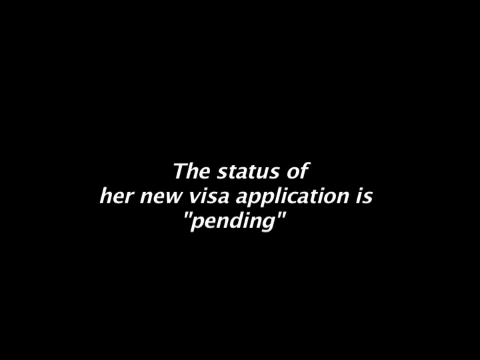 The status of
her new visa application is
"pending"